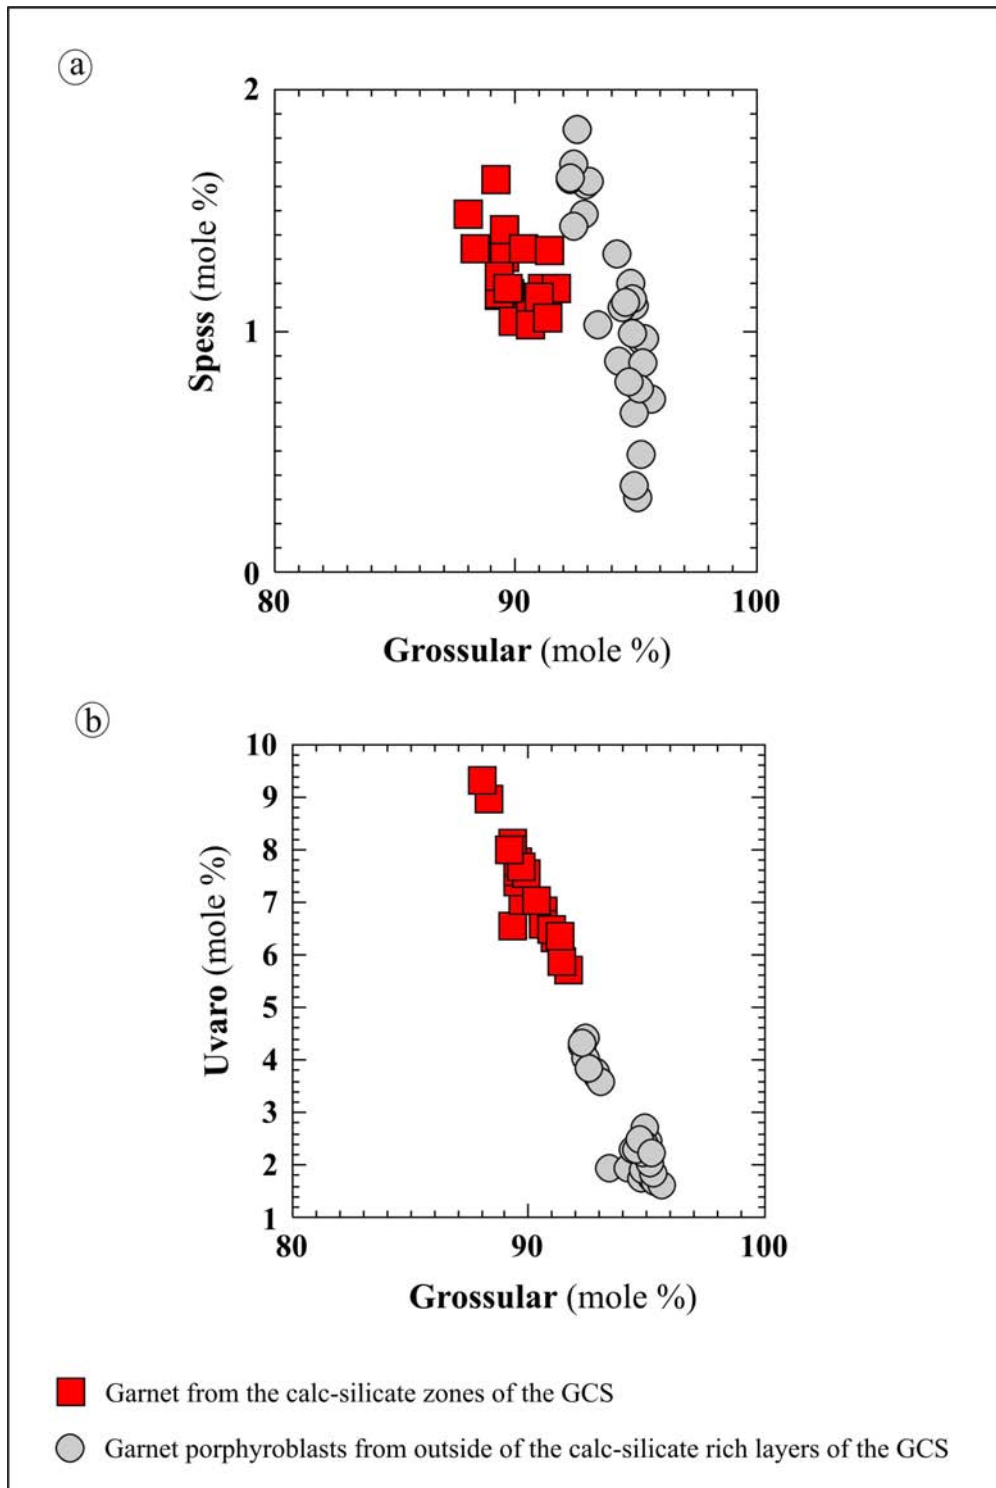 a
2
1
0
80
90
100
Spess (mole %)
Grossular (mole %)
b
10
9
8
7
6
5
4
3
2
1
80
90
100
Uvaro (mole %)
Grossular (mole %)
Garnet from the calc-silicate zones of the GCS
Garnet porphyroblasts from outside of the calc-silicate rich layers of the GCS